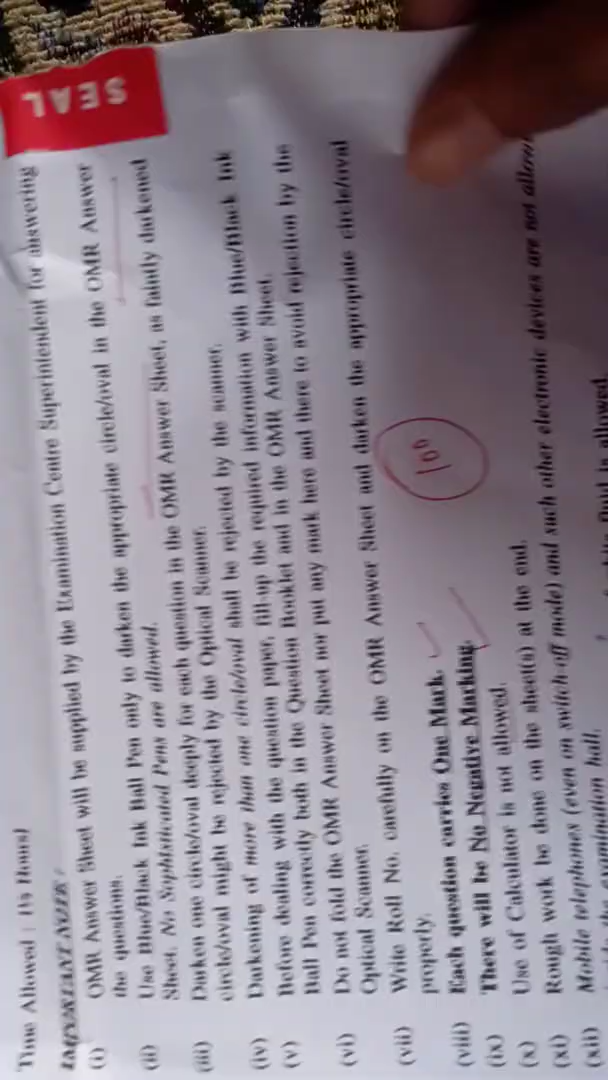 SEAL
Time Allowed : 1½ Hours]
IMPORTANT NOTE :
(i) OMR Answer Sheet will be supplied by the Examination Centre Superintendent for answering
the questions.
(ii) Use Blue/Black Ink Ball Pen only to darken the appropriate circle/oval in the OMR Answer
Sheet. No Sophisticated Pens are allowed.
(iii) Darken one circle/oval deeply for each question in the OMR Answer Sheet, as faintly darkened
circle/oval might be rejected by the Optical Scanner.
(iv) Darkening of more than one circle/oval shall be rejected by the scanner.
(v) Before dealing with the question paper, fill-up the required information with Blue/Black Ink
Ball Pen correctly both in the Question Booklet and in the OMR Answer Sheet.
(vi) Do not fold the OMR Answer Sheet nor put any mark here and there to avoid rejection by the
Optical Scanner.
(vii) Write Roll No. carefully on the OMR Answer Sheet and darken the appropriate circle/oval
properly.
(viii) Each question carries One Mark.
100
(ix) There will be No Negative Marking.
(x) Use of Calculator is not allowed.
(xi) Rough work be done on the sheet(s) at the end.
(xii) Mobile telephones (even on switch-off mode) and such other electronic devices are not
examination hall.
is allowed.